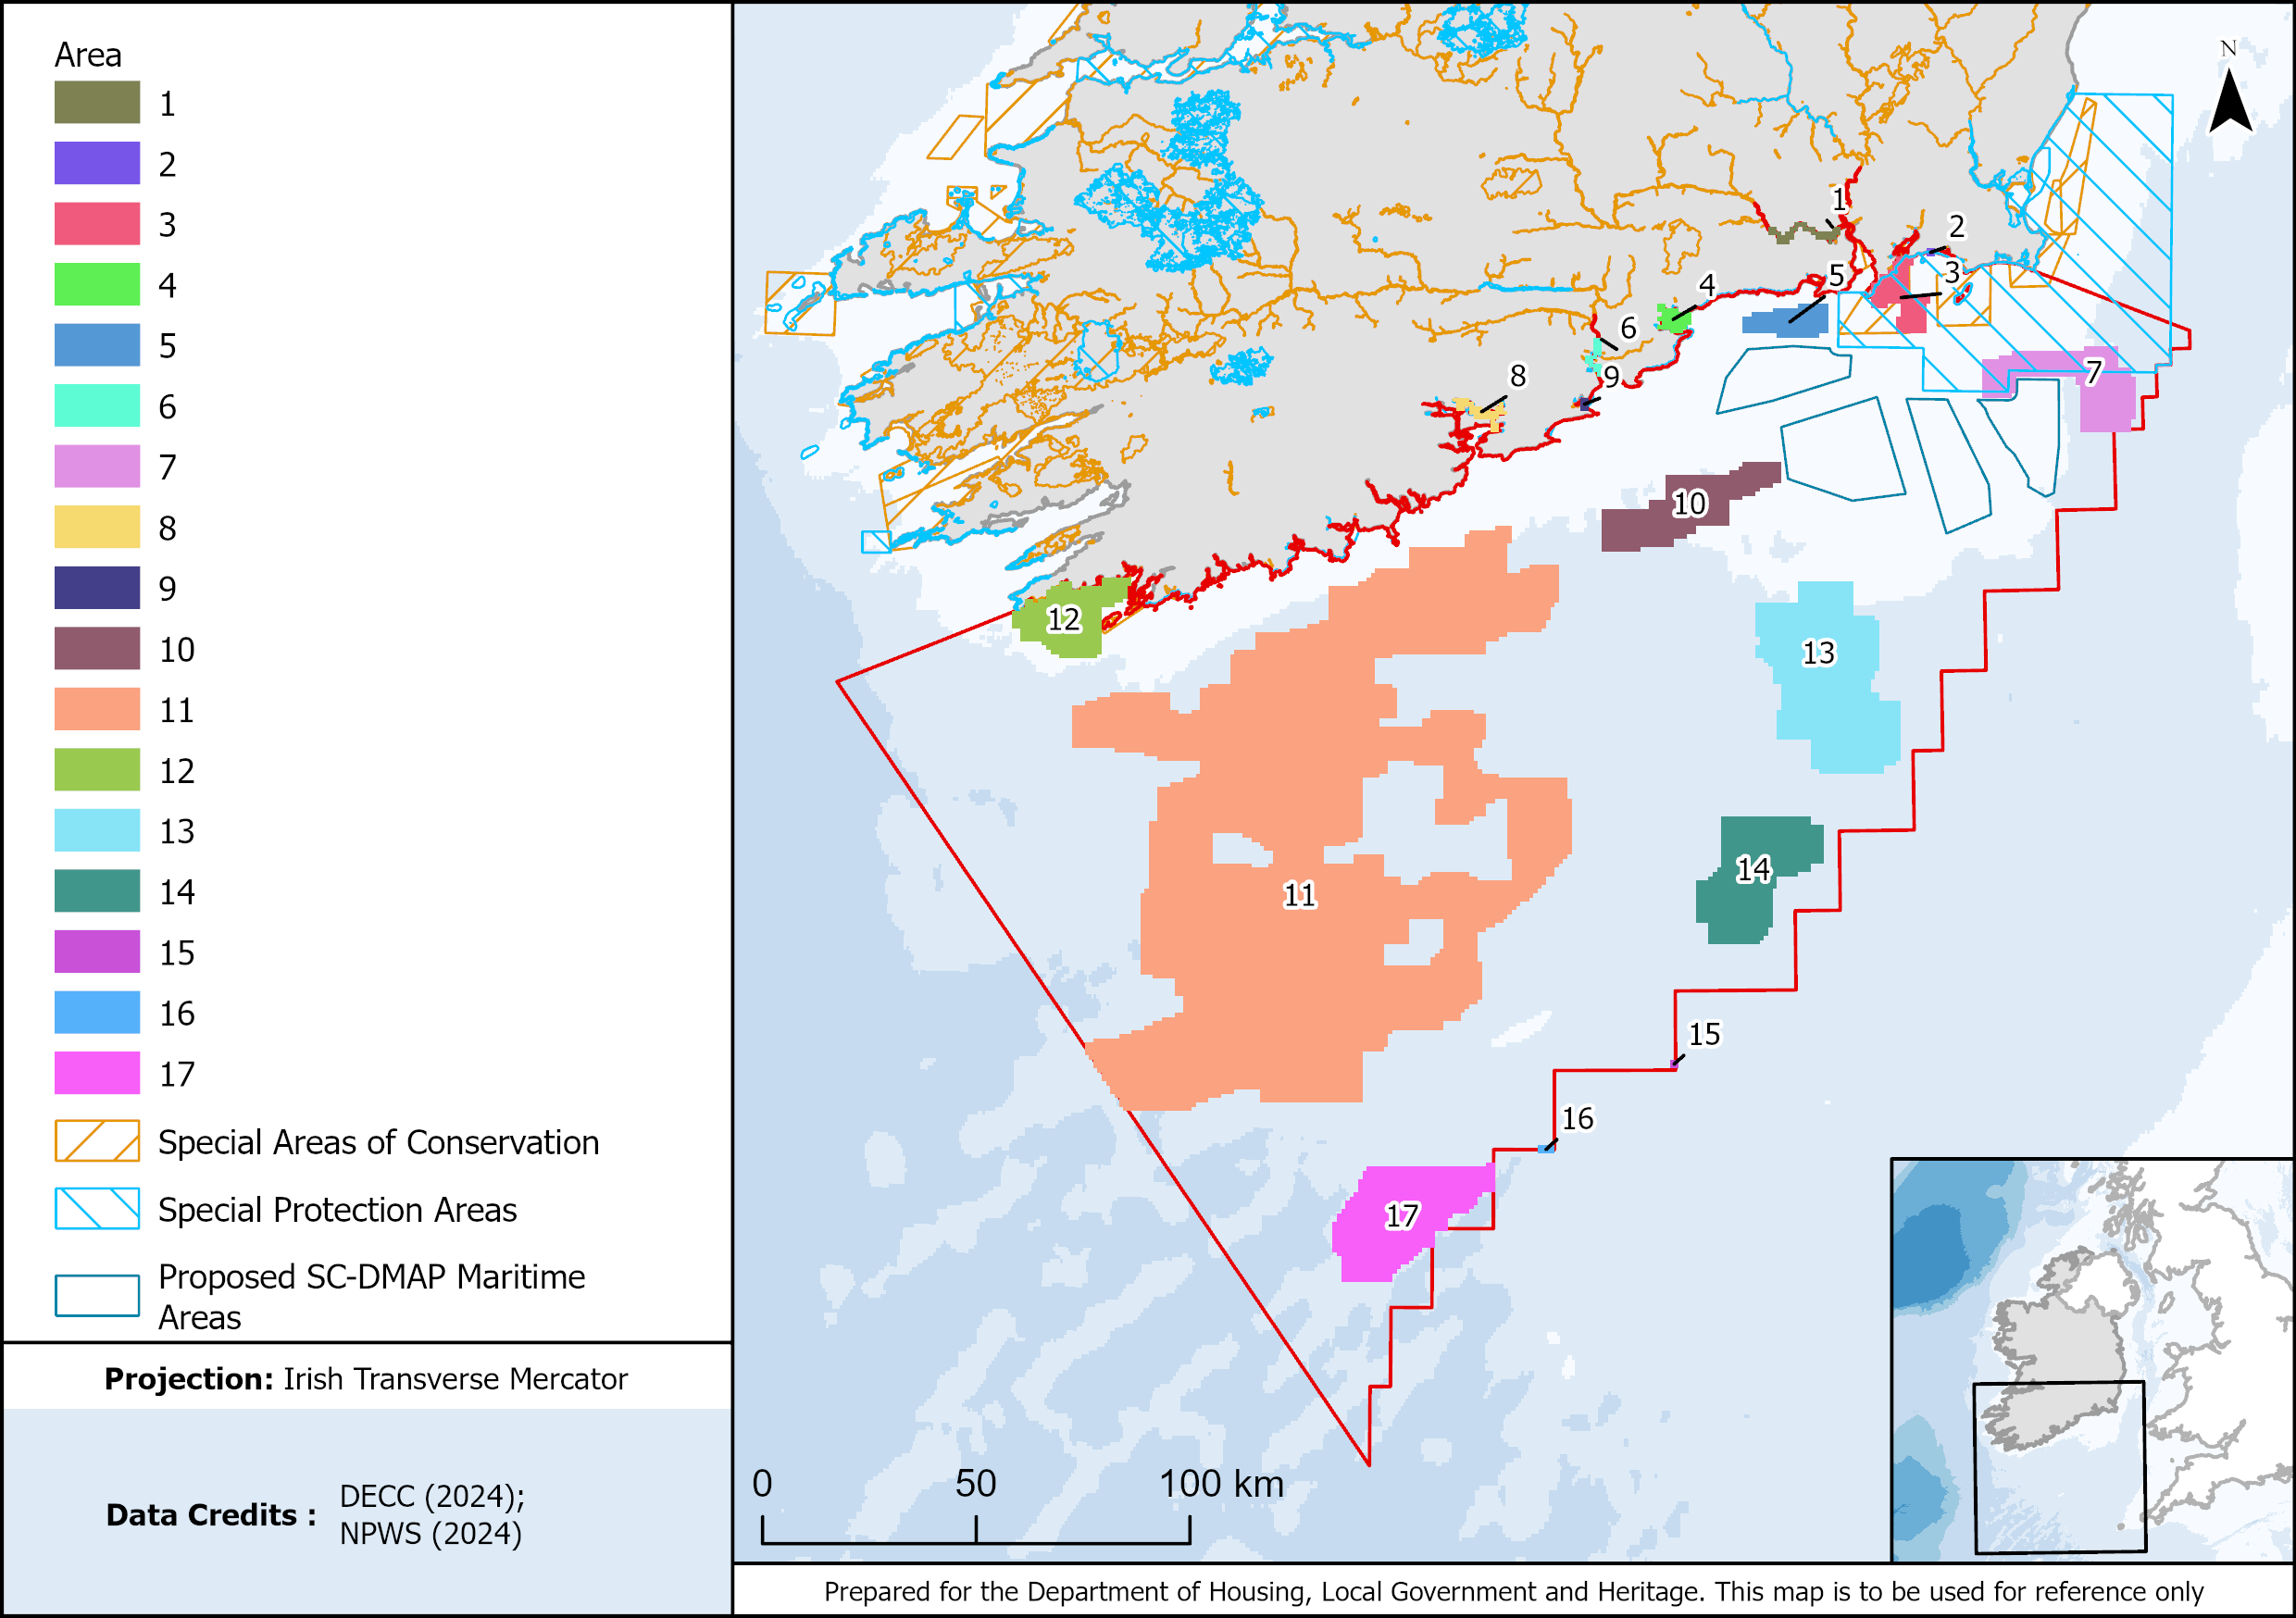 Area
1
2
3
4
5
6
7
8
9
10
11
12
13
14
15
16
17
Special Areas of Conservation
Special Protection Areas
Proposed SC-DMAP Maritime
Areas
Projection: Irish Transverse Mercator
Data Credits :
DECC (2024);
NPWS (2024)
N
1
2
3
4
5
6
7
8
9
10
11
12
13
14
15
16
17
0 50 100 km
Prepared for the Department of Housing, Local Government and Heritage. This map is to be used for reference only